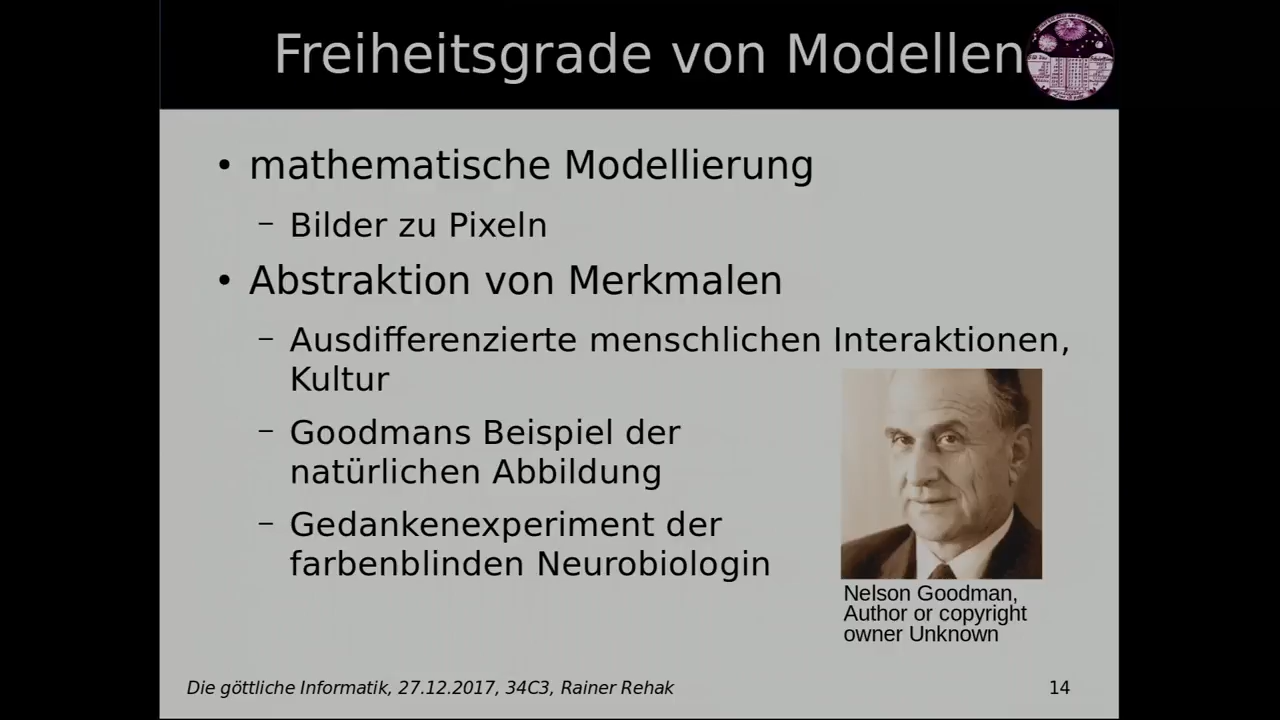 Freiheitsgrade von Modellen
• mathematische Modellierung
– Bilder zu Pixeln
• Abstraktion von Merkmalen
– Ausdifferenzierte menschlichen Interaktionen,
Kultur
– Goodmans Beispiel der
natürlichen Abbildung
– Gedankenexperiment der
farbenblinden Neurobiologin
Nelson Goodman,
Author or copyright
owner Unknown
Die göttliche Informatik, 27.12.2017, 34C3, Rainer Rehak
14